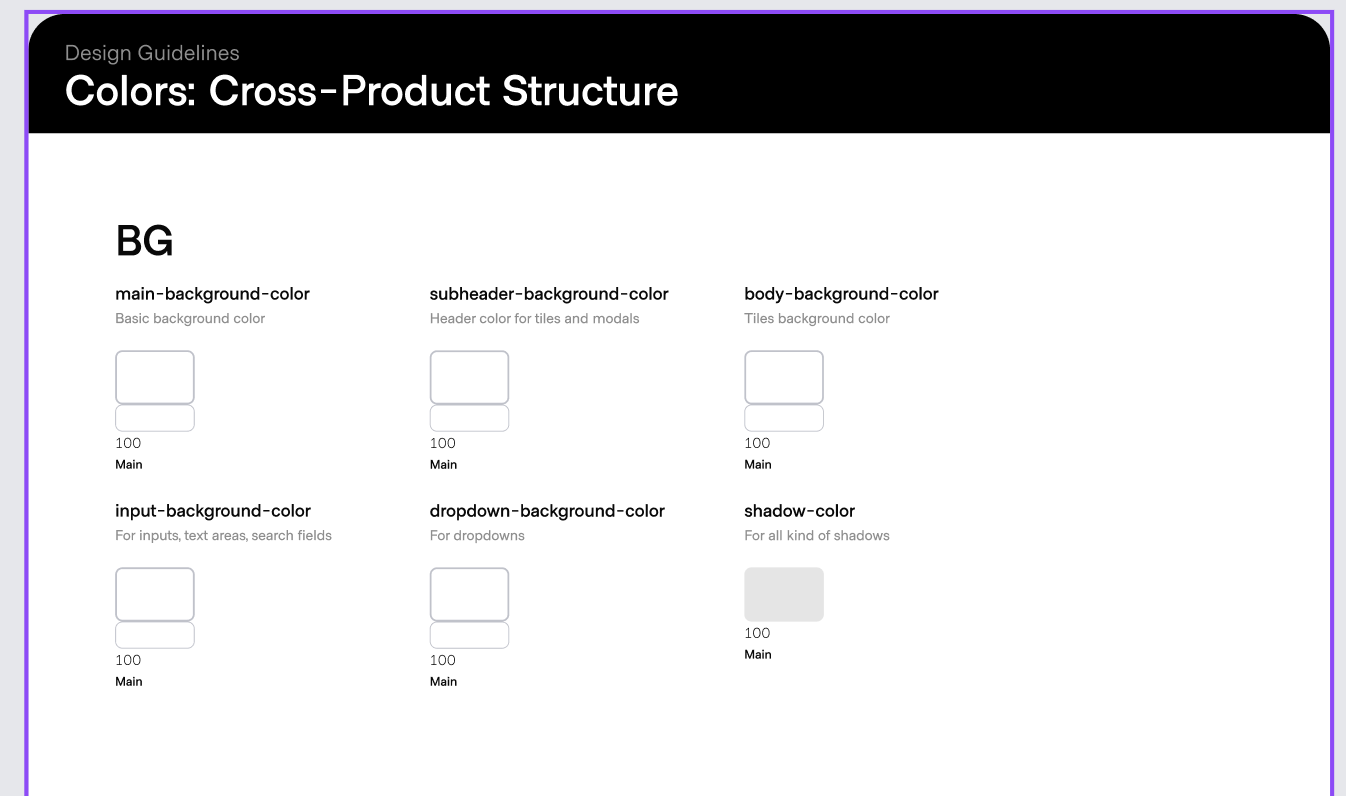 Design Guidelines
Colors: Cross-Product Structure
BG
main-background-color
Basic background color
100
Main
subheader-background-color
Header color for tiles and modals
100
Main
body-background-color
Tiles background color
100
Main
input-background-color
For inputs, text areas, search fields
100
Main
dropdown-background-color
For dropdowns
100
Main
shadow-color
For all kind of shadows
100
Main